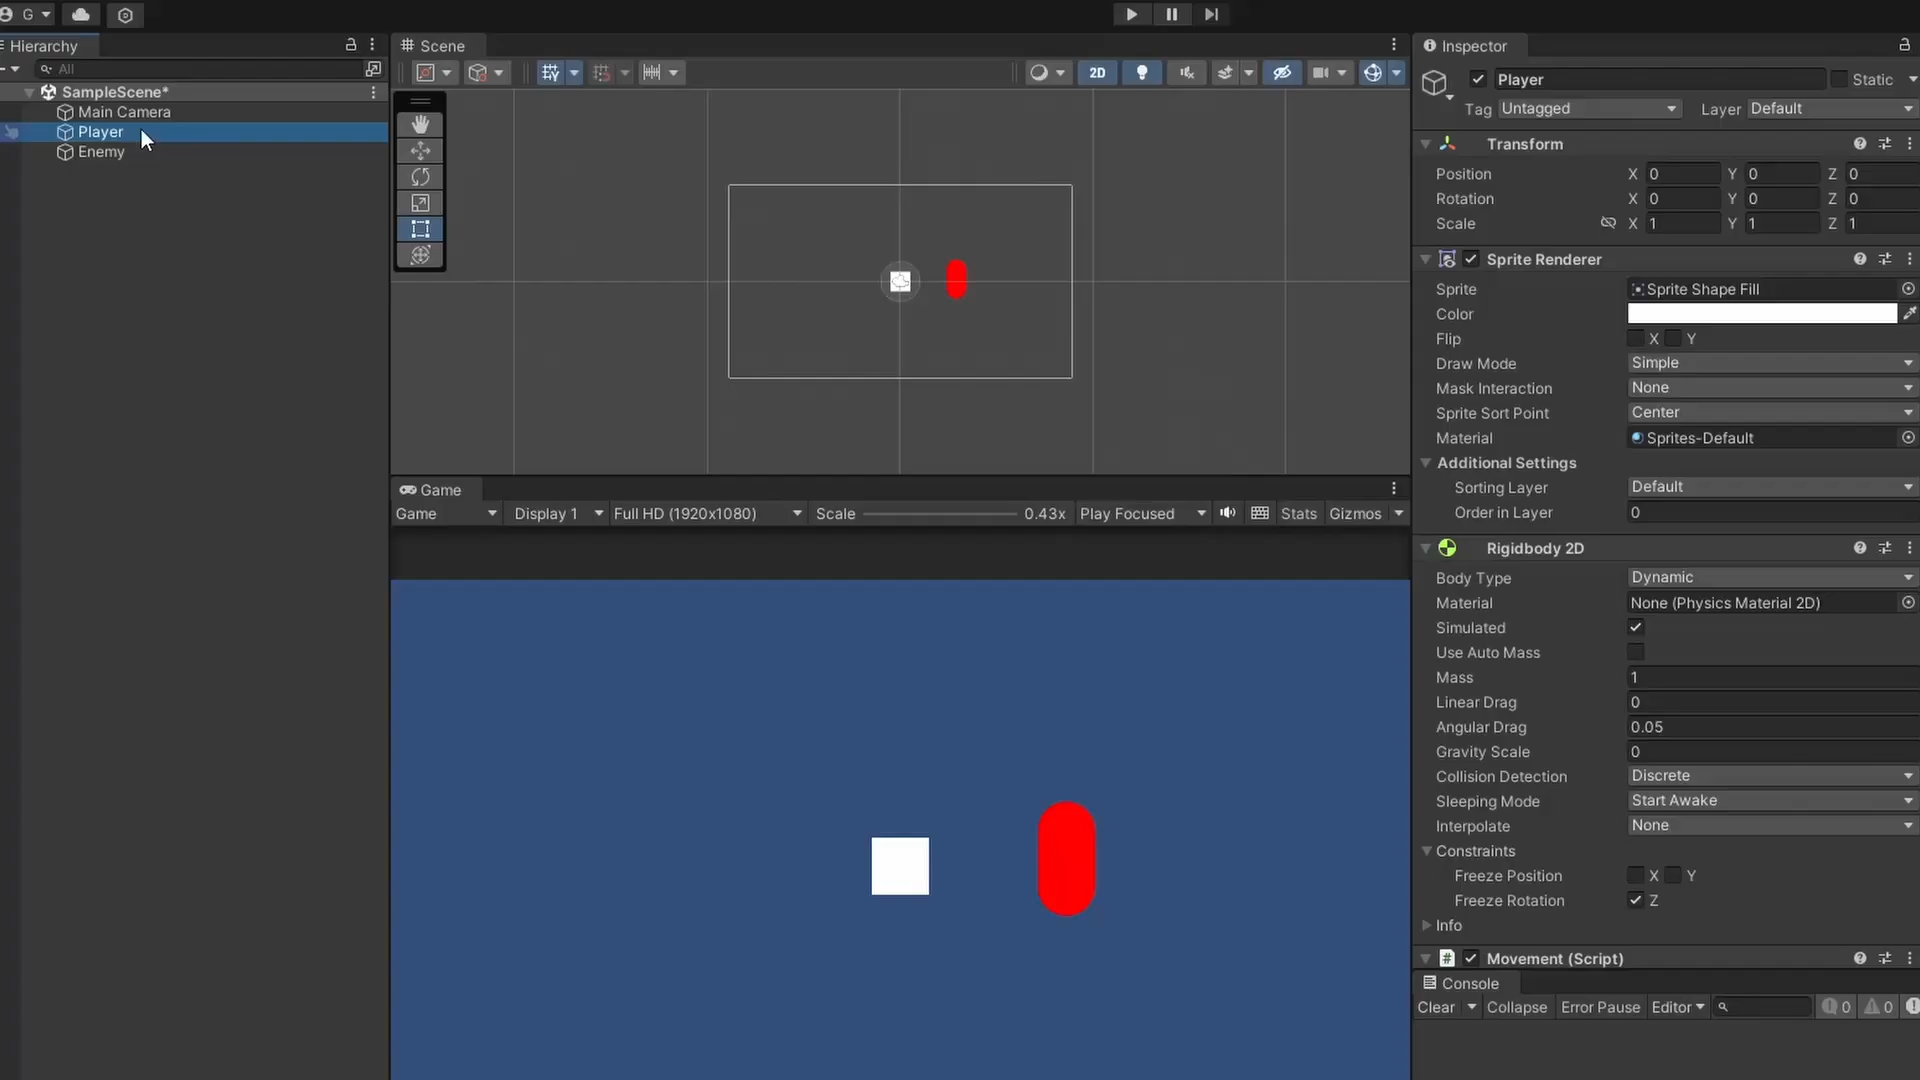 G
Hierarchy
All
SampleScene*
Main Camera
Player
Enemy
Scene
2D
Game
Game
Display 1
Full HD (1920x1080)
Scale
0.43x
Play Focused
Stats
Gizmos
Inspector
Player
Static
Tag Untagged
Layer Default
Transform
Position X 0 Y 0 Z 0
Rotation X 0 Y 0 Z 0
Scale X 1 Y 1 Z 1
Sprite Renderer
Sprite Sprite Shape Fill
Color
Flip X Y
Draw Mode Simple
Mask Interaction None
Sprite Sort Point Center
Material Sprites-Default
Additional Settings
Sorting Layer Default
Order in Layer 0
Rigidbody 2D
Body Type Dynamic
Material None (Physics Material 2D)
Simulated
Use Auto Mass
Mass 1
Linear Drag 0
Angular Drag 0.05
Gravity Scale 0
Collision Detection Discrete
Sleeping Mode Start Awake
Interpolate None
Constraints
Freeze Position X Y
Freeze Rotation Z
Info
# Movement (Script)
Console
Clear Collapse Error Pause Editor 0 0